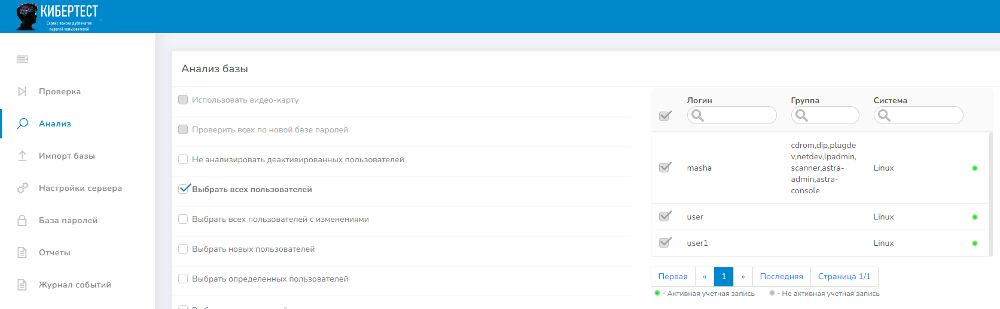 КИБЕРТЕСТ_
Сервис поиска дубликатов
паролей пользователей
Проверка
Анализ
Импорт базы
Настройки сервера
База паролей
Отчеты
Журнал событий
Анализ базы
Использовать видео-карту
Проверить всех по новой базе паролей
Не анализировать деактивированных пользователей
Выбрать всех пользователей
Выбрать всех пользователей с изменениями
Выбрать новых пользователей
Выбрать определенных пользователей
Логин Группа Система
masha cdrom,dip,plugde Linux
v,netdev,lpadmin,
scanner,astra-
admin,astra-
console
user Linux
user1 Linux
Первая « 1 » Последняя Страница 1/1
- Активная учетная запись - Не активная учетная запись